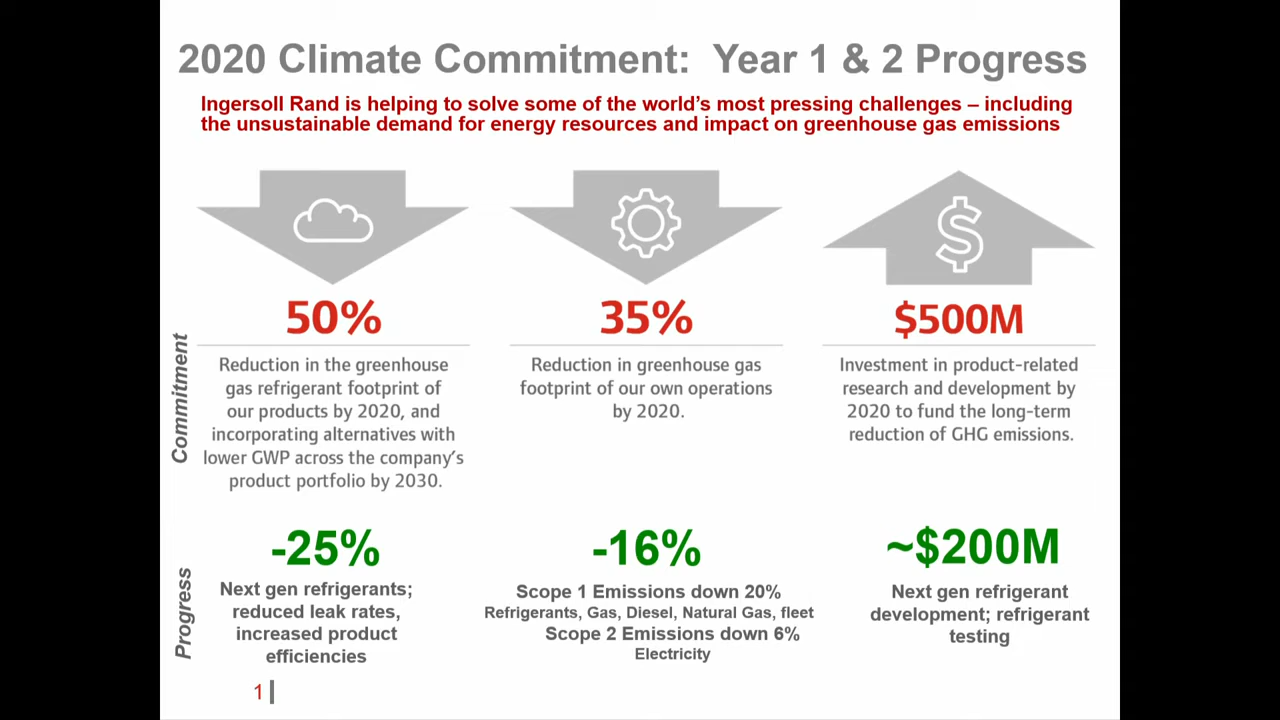 2020 Climate Commitment: Year 1 & 2 Progress
Ingersoll Rand is helping to solve some of the world's most pressing challenges – including
the unsustainable demand for energy resources and impact on greenhouse gas emissions
Commitment
50%
Reduction in the greenhouse
gas refrigerant footprint of
our products by 2020, and
incorporating alternatives with
lower GWP across the company's
product portfolio by 2030.
35%
Reduction in greenhouse gas
footprint of our own operations
by 2020.
$
$500M
Investment in product-related
research and development by
2020 to fund the long-term
reduction of GHG emissions.
Progress
-25%
Next gen refrigerants;
reduced leak rates,
increased product
efficiencies
-16%
Scope 1 Emissions down 20%
Refrigerants, Gas, Diesel, Natural Gas, fleet
Scope 2 Emissions down 6%
Electricity
~$200M
Next gen refrigerant
development; refrigerant
testing
1